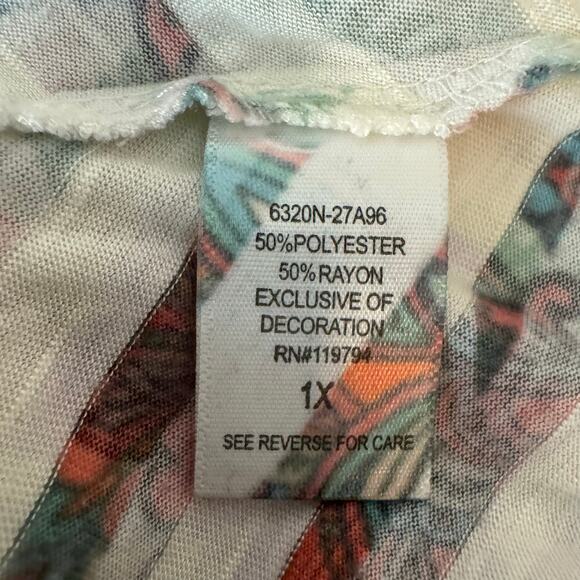 6320N-27A96
50%POLYESTER
50%RAYON
EXCLUSIVE OF
DECORATION
RN#119794
1X
SEE REVERSE FOR CARE